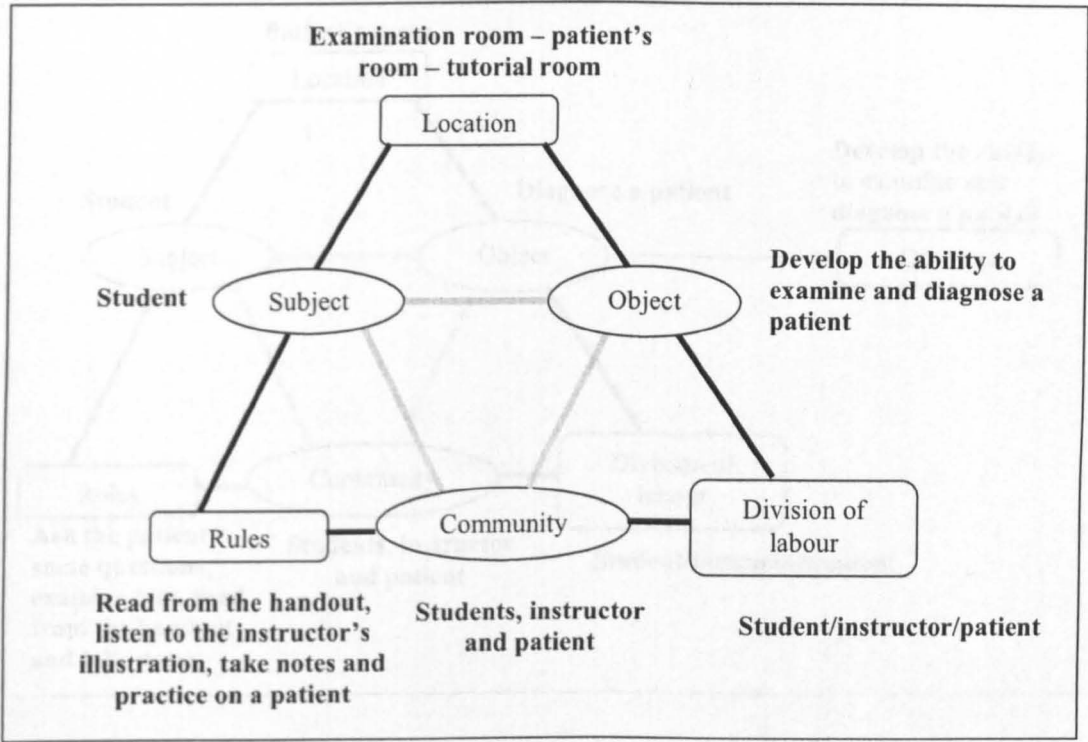 Examination room – patient's
room – tutorial room
Location
Student
Subject
Object
Develop the ability to
examine and diagnose a
patient
Rules
Community
Division of
labour
Read from the handout,
listen to the instructor's
illustration, take notes and
practice on a patient
Students, instructor
and patient
Student/instructor/patient